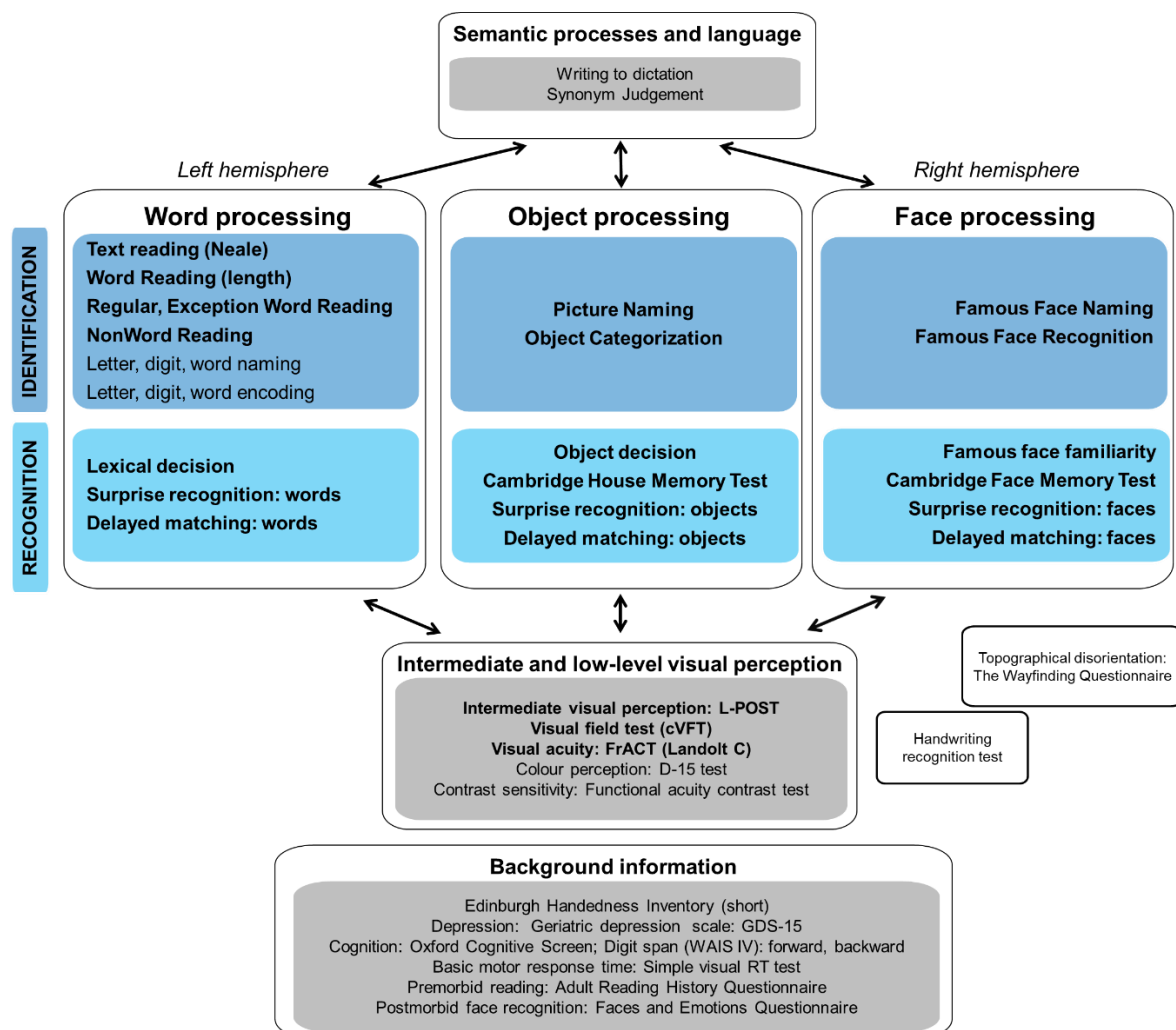 Semantic processes and language
Writing to dictation
Synonym Judgement
Left hemisphere
Right hemisphere
Word processing
Object processing
Face processing
IDENTIFICATION
Text reading (Neale)
Word Reading (length)
Regular, Exception Word Reading
NonWord Reading
Letter, digit, word naming
Letter, digit, word encoding
Picture Naming
Object Categorization
Famous Face Naming
Famous Face Recognition
RECOGNITION
Lexical decision
Surprise recognition: words
Delayed matching: words
Object decision
Cambridge House Memory Test
Surprise recognition: objects
Delayed matching: objects
Famous face familiarity
Cambridge Face Memory Test
Surprise recognition: faces
Delayed matching: faces
Intermediate and low-level visual perception
Intermediate visual perception: L-POST
Visual field test (cVFT)
Visual acuity: FrACT (Landolt C)
Colour perception: D-15 test
Contrast sensitivity: Functional acuity contrast test
Topographical disorientation:
The Wayfinding Questionnaire
Handwriting
recognition test
Background information
Edinburgh Handedness Inventory (short)
Depression: Geriatric depression scale: GDS-15
Cognition: Oxford Cognitive Screen; Digit span (WAIS IV): forward, backward
Basic motor response time: Simple visual RT test
Premorbid reading: Adult Reading History Questionnaire
Postmorbid face recognition: Faces and Emotions Questionnaire